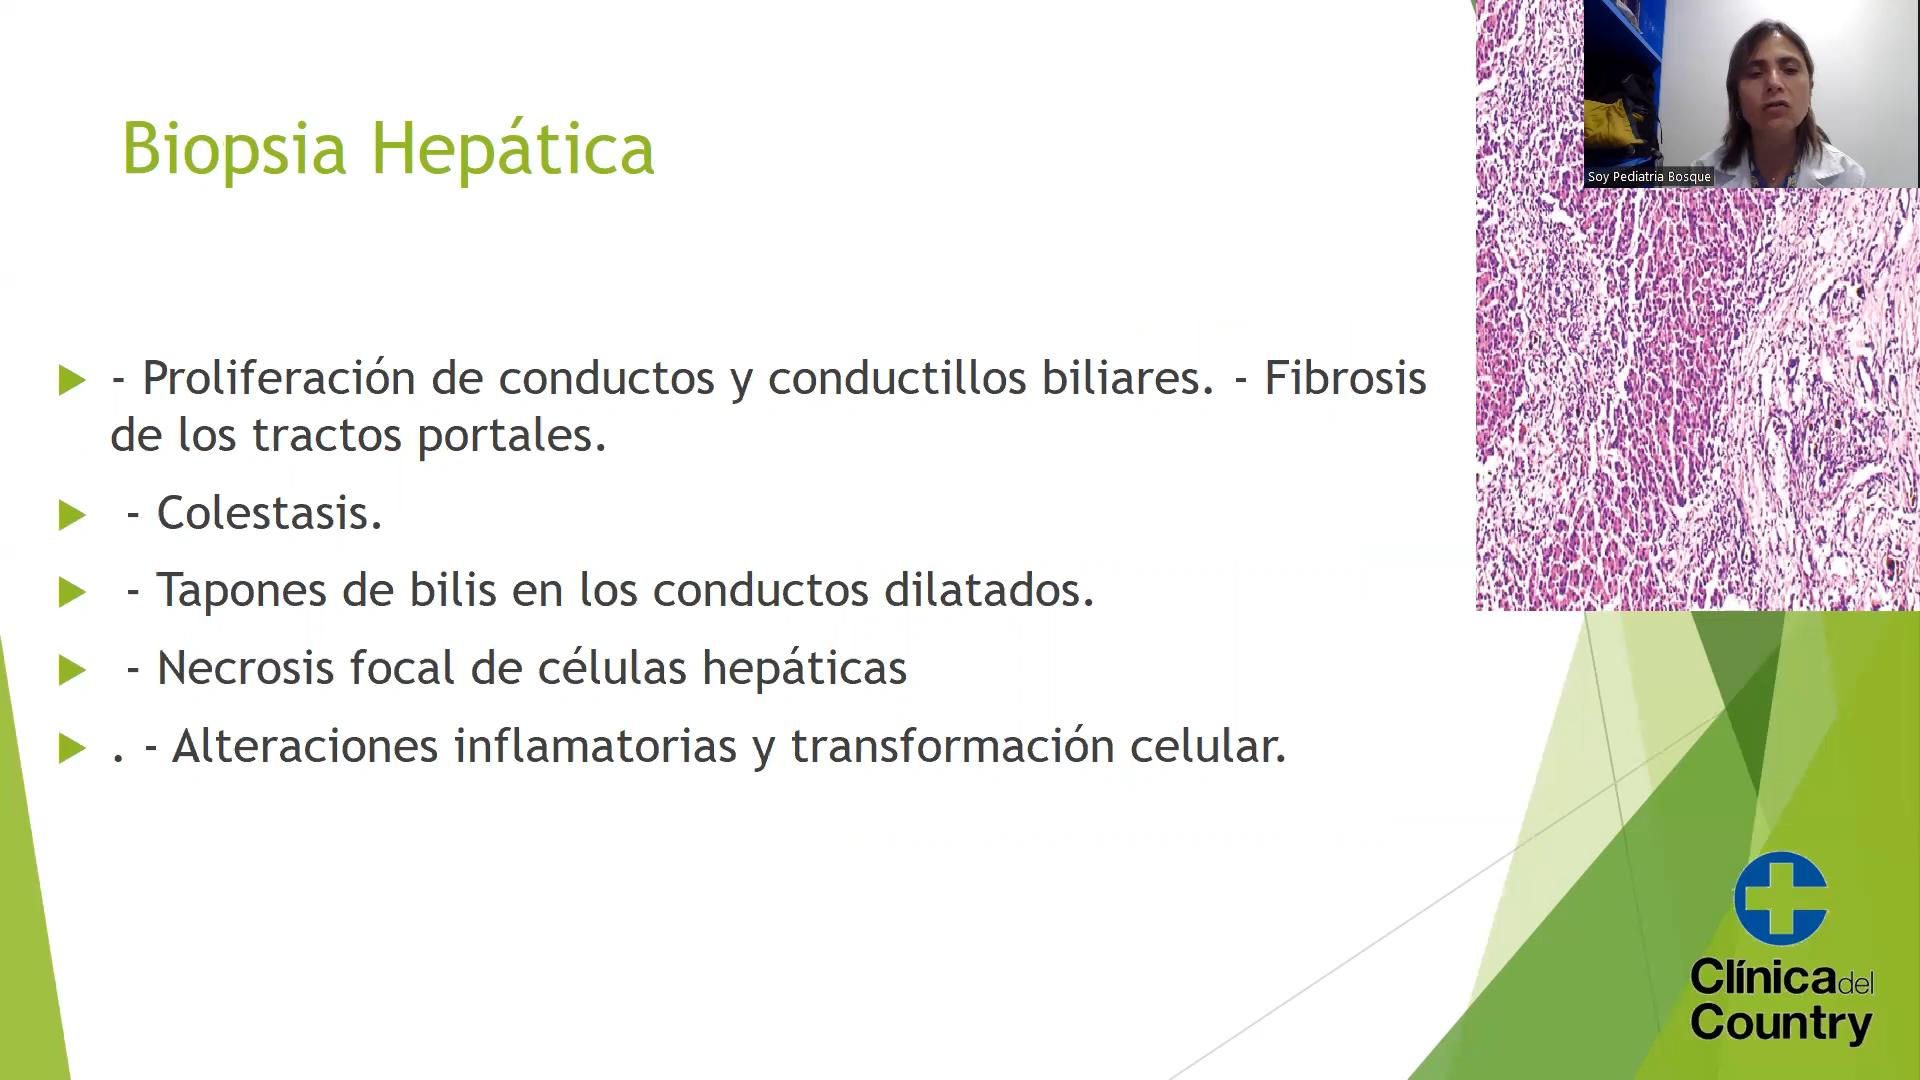 Biopsia Hepática
- Proliferación de conductos y conductillos biliares. - Fibrosis
de los tractos portales.
- Colestasis.
- Tapones de bilis en los conductos dilatados.
- Necrosis focal de células hepáticas
. - Alteraciones inflamatorias y transformación celular.
Soy Pediatria Bosque
Clínica del
Country